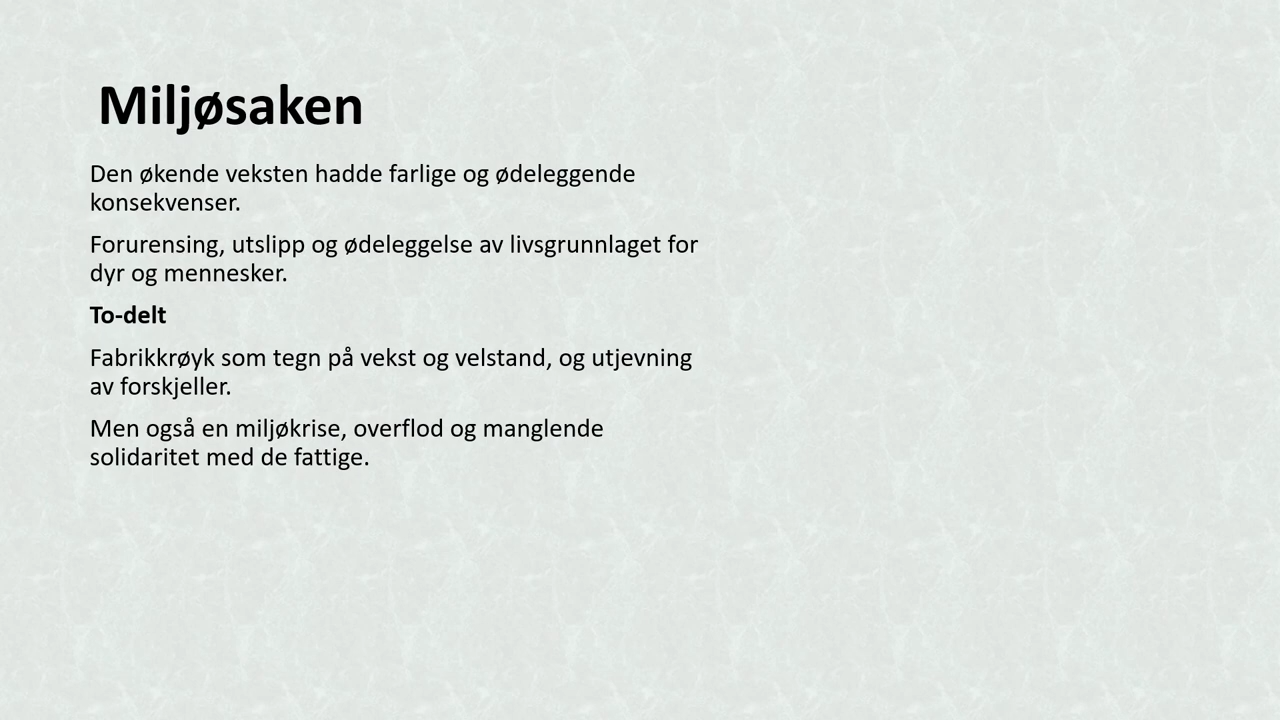 Miljøsaken
Den økende veksten hadde farlige og ødeleggende
konsekvenser.
Forurensing, utslipp og ødeleggelse av livsgrunnlaget for
dyr og mennesker.
To-delt
Fabrikkrøyk som tegn på vekst og velstand, og utjevning
av forskjeller.
Men også en miljøkrise, overflod og manglende
solidaritet med de fattige.